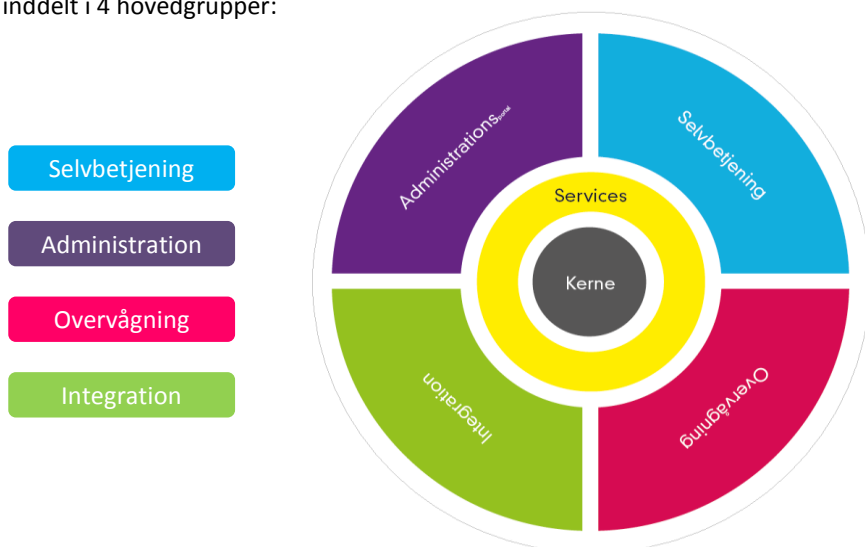 inddelt i 4 hovedgrupper:
Selvbetjening
Administration
Overvågning
Integration
Administrationsportal
Selvbetjening
Services
Kerne
Integration
Overvågning